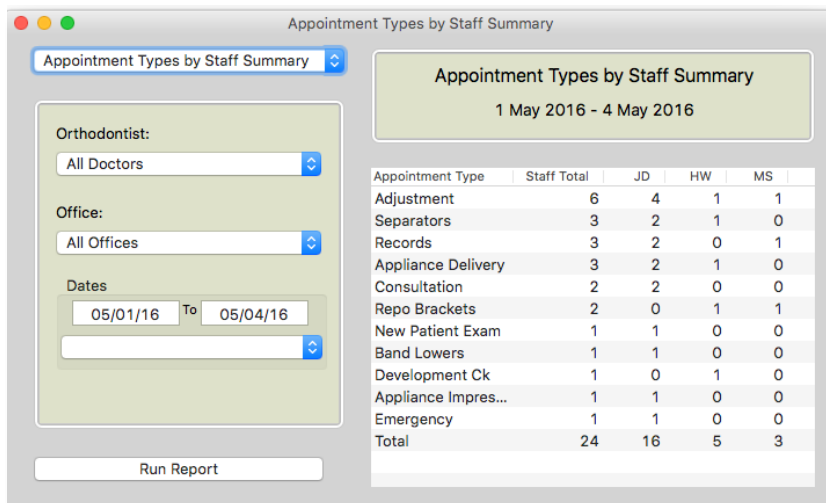 Appointment Types by Staff Summary
Appointment Types by Staff Summary
Orthodontist:
All Doctors
Office:
All Offices
Dates
05/01/16 To 05/04/16
Run Report
Appointment Types by Staff Summary
1 May 2016 - 4 May 2016
Appointment Type Staff Total JD HW MS
Adjustment 6 4 1 1
Separators 3 2 1 0
Records 3 2 0 1
Appliance Delivery 3 2 1 0
Consultation 2 2 0 0
Repo Brackets 2 0 1 1
New Patient Exam 1 1 0 0
Band Lowers 1 1 0 0
Development Ck 1 0 1 0
Appliance Impres... 1 1 0 0
Emergency 1 1 0 0
Total 24 16 5 3